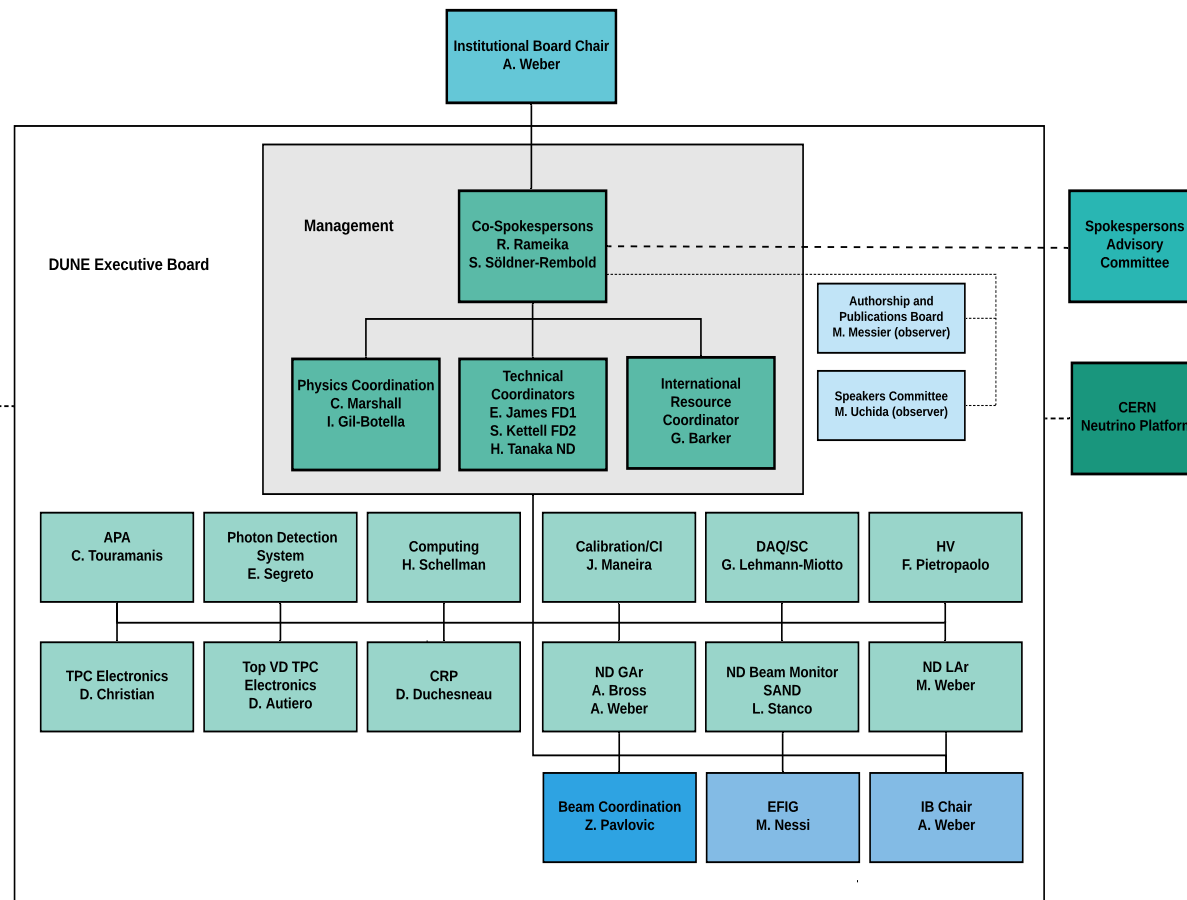 Institutional Board Chair
A. Weber
Management
DUNE Executive Board
Co-Spokespersons
R. Rameika
S. Söldner-Rembold
Spokespersons
Advisory
Committee
Authorship and
Publications Board
M. Messier (observer)
Speakers Committee
M. Uchida (observer)
CERN
Neutrino Platform
Physics Coordination
C. Marshall
I. Gil-Botella
Technical
Coordinators
E. James FD1
S. Kettell FD2
H. Tanaka ND
International
Resource
Coordinator
G. Barker
APA
C. Touramanis
Photon Detection
System
E. Segreto
Computing
H. Schellman
Calibration/CI
J. Maneira
DAQ/SC
G. Lehmann-Miotto
HV
F. Pietropaolo
TPC Electronics
D. Christian
Top VD TPC
Electronics
D. Autiero
CRP
D. Duchesneau
ND GAr
A. Bross
A. Weber
ND Beam Monitor
SAND
L. Stanco
ND LAr
M. Weber
Beam Coordination
Z. Pavlovic
EFIG
M. Nessi
IB Chair
A. Weber